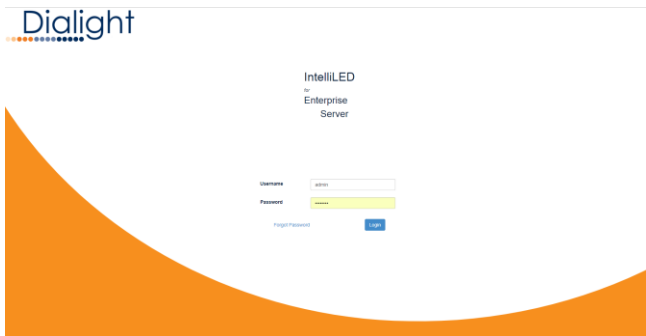 Dialight
IntelliLED
for
Enterprise
Server
Username admin
Password •••••••
Forgot Password
Login